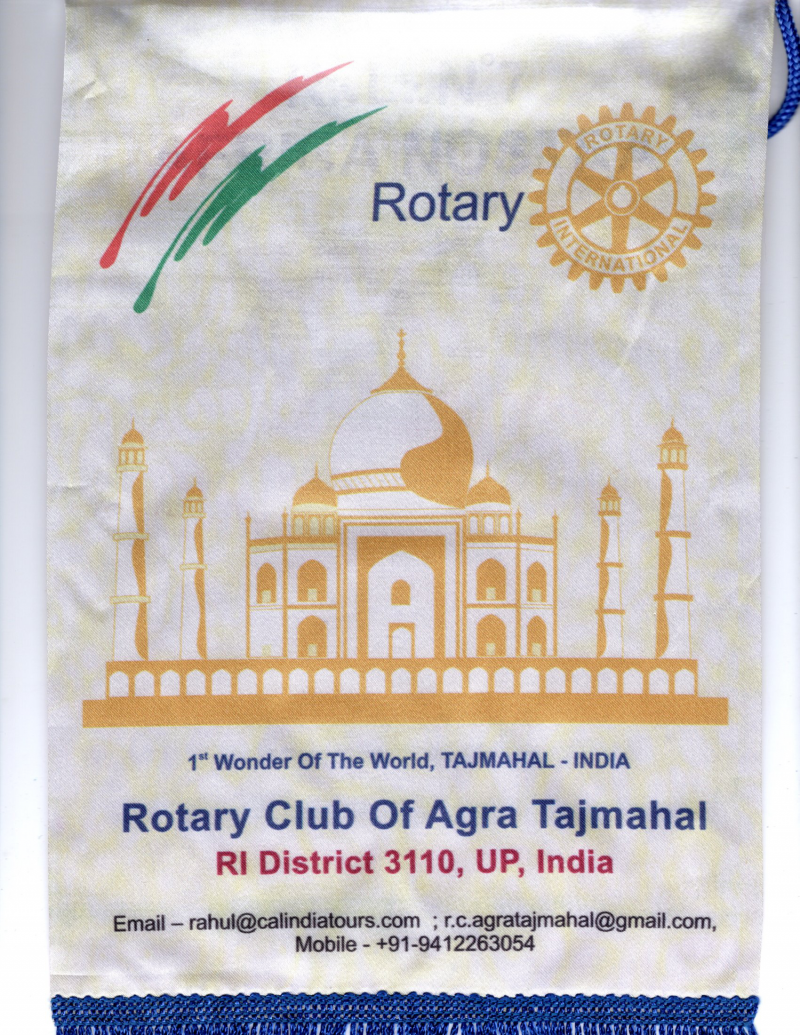 Rotary
ROTARY
INTERNATIONAL
1st Wonder Of The World, TAJMAHAL - INDIA
Rotary Club Of Agra Tajmahal
RI District 3110, UP, India
Email – rahul@calindiatours.com ; r.c.agratajmahal@gmail.com,
Mobile - +91-9412263054